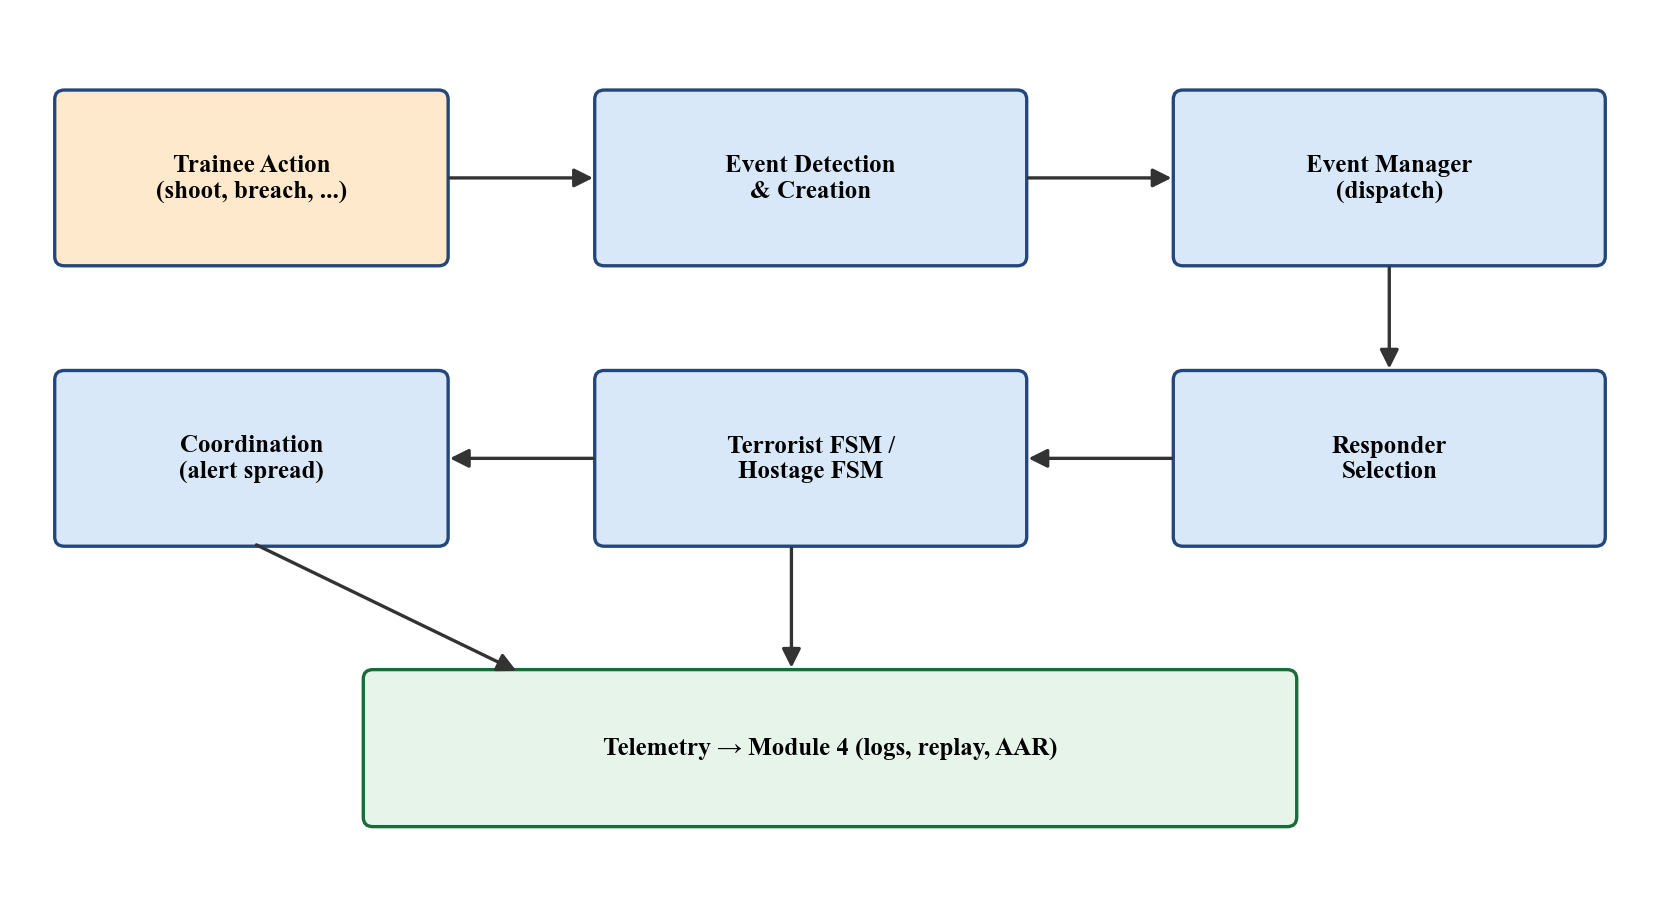 Trainee Action
(shoot, breach, ...)
Event Detection
& Creation
Event Manager
(dispatch)
Coordination
(alert spread)
Terrorist FSM /
Hostage FSM
Responder
Selection
Telemetry → Module 4 (logs, replay, AAR)